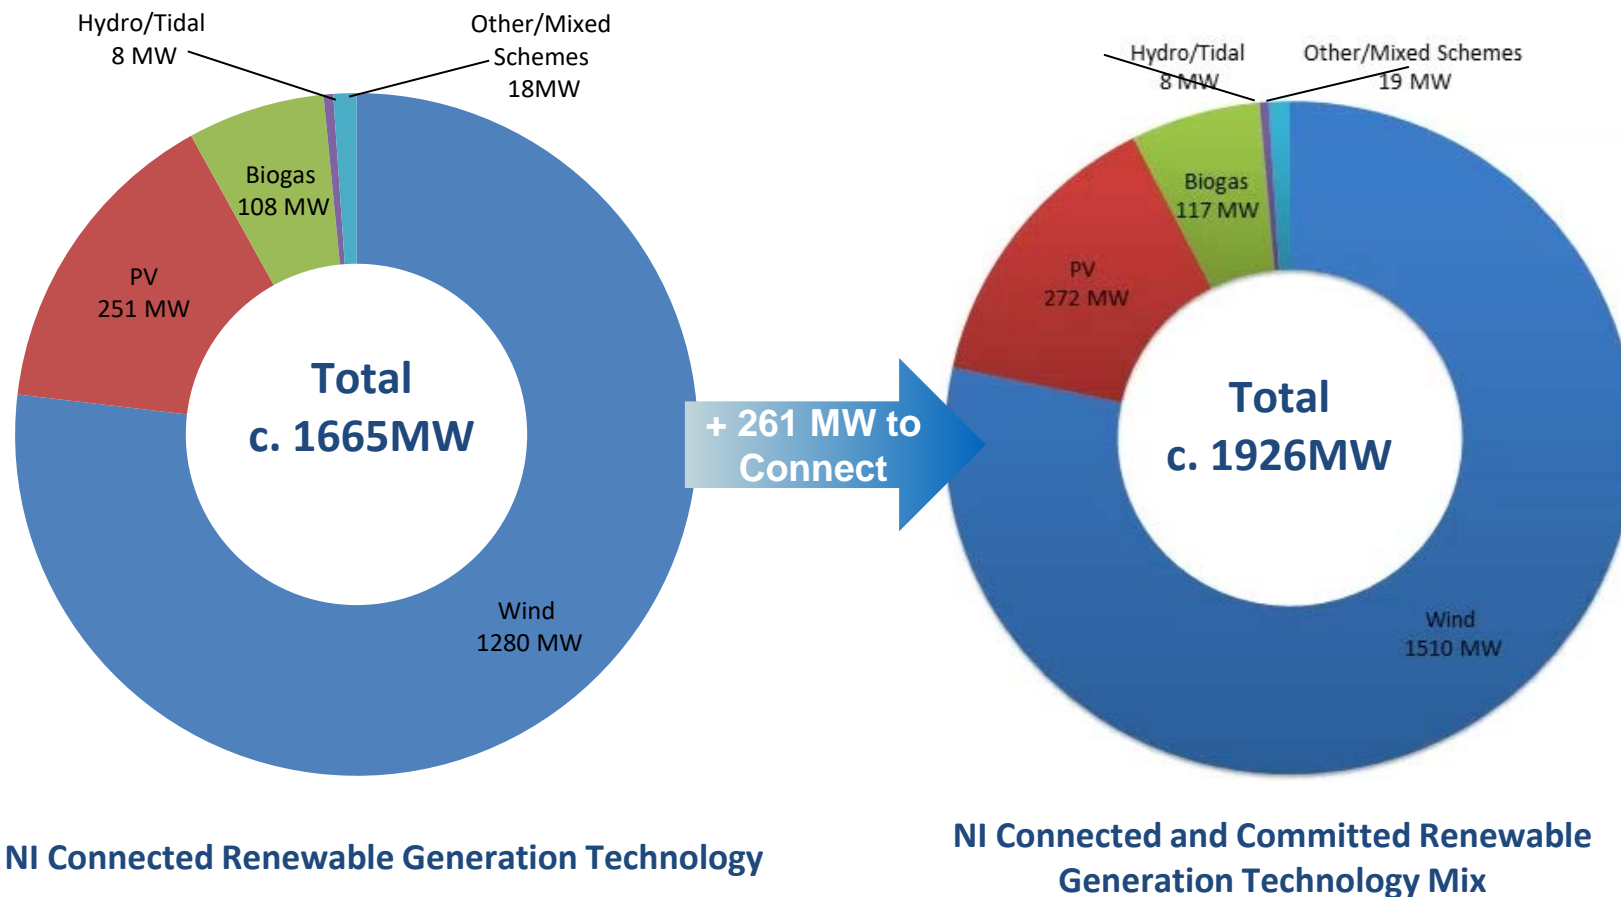 Hydro/Tidal
8 MW
Other/Mixed
Schemes
18MW
Biogas
108 MW
PV
251 MW
Total
c. 1665MW
Wind
1280 MW
NI Connected Renewable Generation Technology
+ 261 MW to
Connect
Hydro/Tidal
8 MW
Other/Mixed Schemes
19 MW
Biogas
117 MW
PV
272 MW
Total
c. 1926MW
Wind
1510 MW
NI Connected and Committed Renewable
Generation Technology Mix